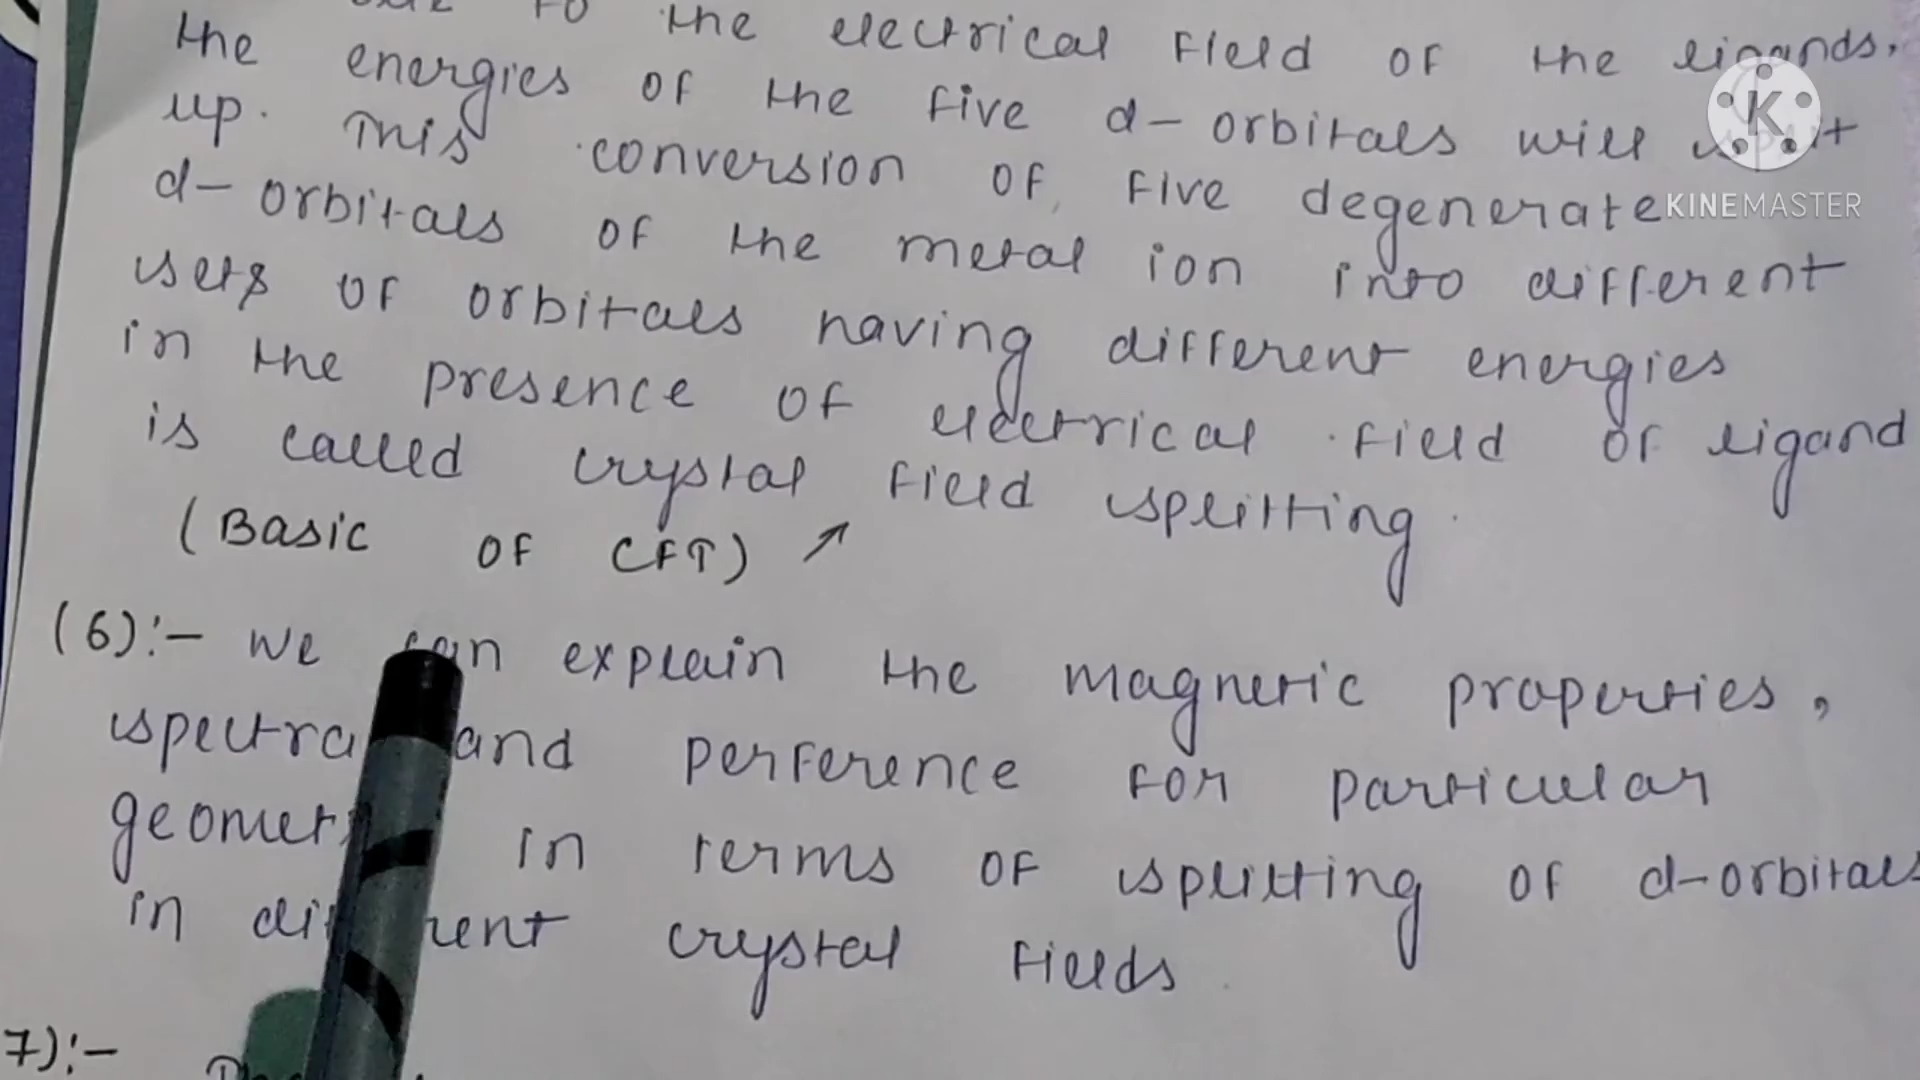 to the electrical field of the ligands.
the energies of the five d-orbitals will split
up. This conversion of five degenerate
d-orbitals of the metal ion into different
sets of orbitals having different energies
in the presence of electrical field of ligand
is called crystal field splitting.
(Basic of CFT) ↗
(6):- We can explain the magnetic properties,
spectra and perference for particular
geomet in terms of splitting of d-orbitals
in different crystal fields.
7):-
K
KINEMASTER